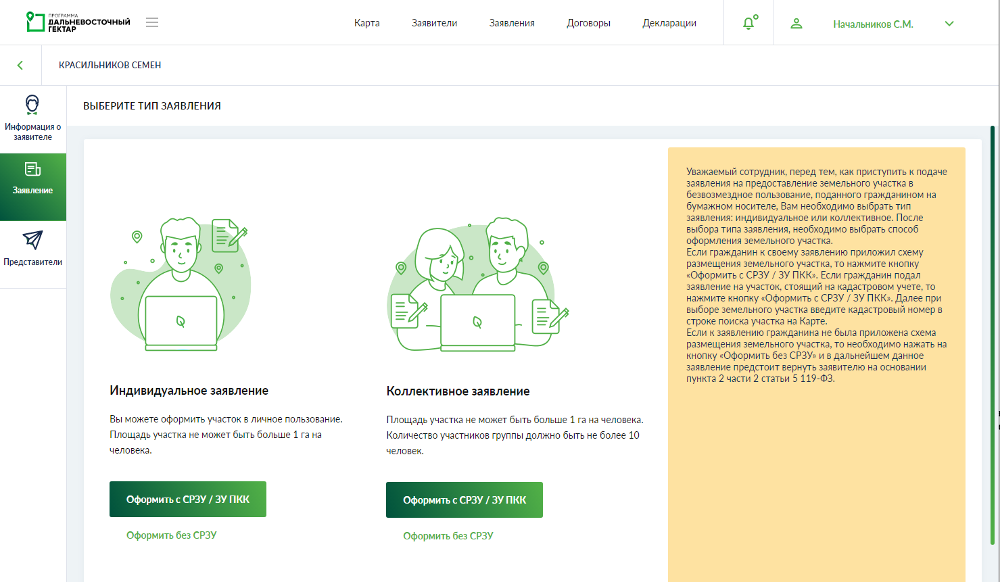 ПРОГРАММА
ДАЛЬНЕВОСТОЧНЫЙ
ГЕКТАР
Карта
Заявители
Заявления
Договоры
Декларации
Начальников С.М.
КРАСИЛЬНИКОВ СЕМЕН
Информация о
заявителе
Заявление
Представители
ВЫБЕРИТЕ ТИП ЗАЯВЛЕНИЯ
Индивидуальное заявление
Вы можете оформить участок в личное пользование.
Площадь участка не может быть больше 1 га на
человека.
Оформить с СРЗУ / ЗУ ПКК
Оформить без СРЗУ
Коллективное заявление
Площадь участка не может быть больше 1 га на человека.
Количество участников группы должно быть не более 10
человек.
Оформить с СРЗУ / ЗУ ПКК
Оформить без СРЗУ
Уважаемый сотрудник, перед тем, как приступить к подаче
заявления на предоставление земельного участка в
безвозмездное пользование, поданного гражданином на
бумажном носителе, Вам необходимо выбрать тип
заявления: индивидуальное или коллективное. После
выбора типа заявления, необходимо выбрать способ
оформления земельного участка.
Если гражданин к своему заявлению приложил схему
размещения земельного участка, то нажмите кнопку
«Оформить с СРЗУ / ЗУ ПКК». Если гражданин подал
заявление на участок, стоящий на кадастровом учете, то
нажмите кнопку «Оформить с СРЗУ / ЗУ ПКК». Далее при
выборе земельного участка введите кадастровый номер в
строке поиска участка на Карте.
Если к заявлению гражданина не была приложена схема
размещения земельного участка, то необходимо нажать на
кнопку «Оформить без СРЗУ» и в дальнейшем данное
заявление предстоит вернуть заявителю на основании
пункта 2 части 2 статьи 5 119-ФЗ.